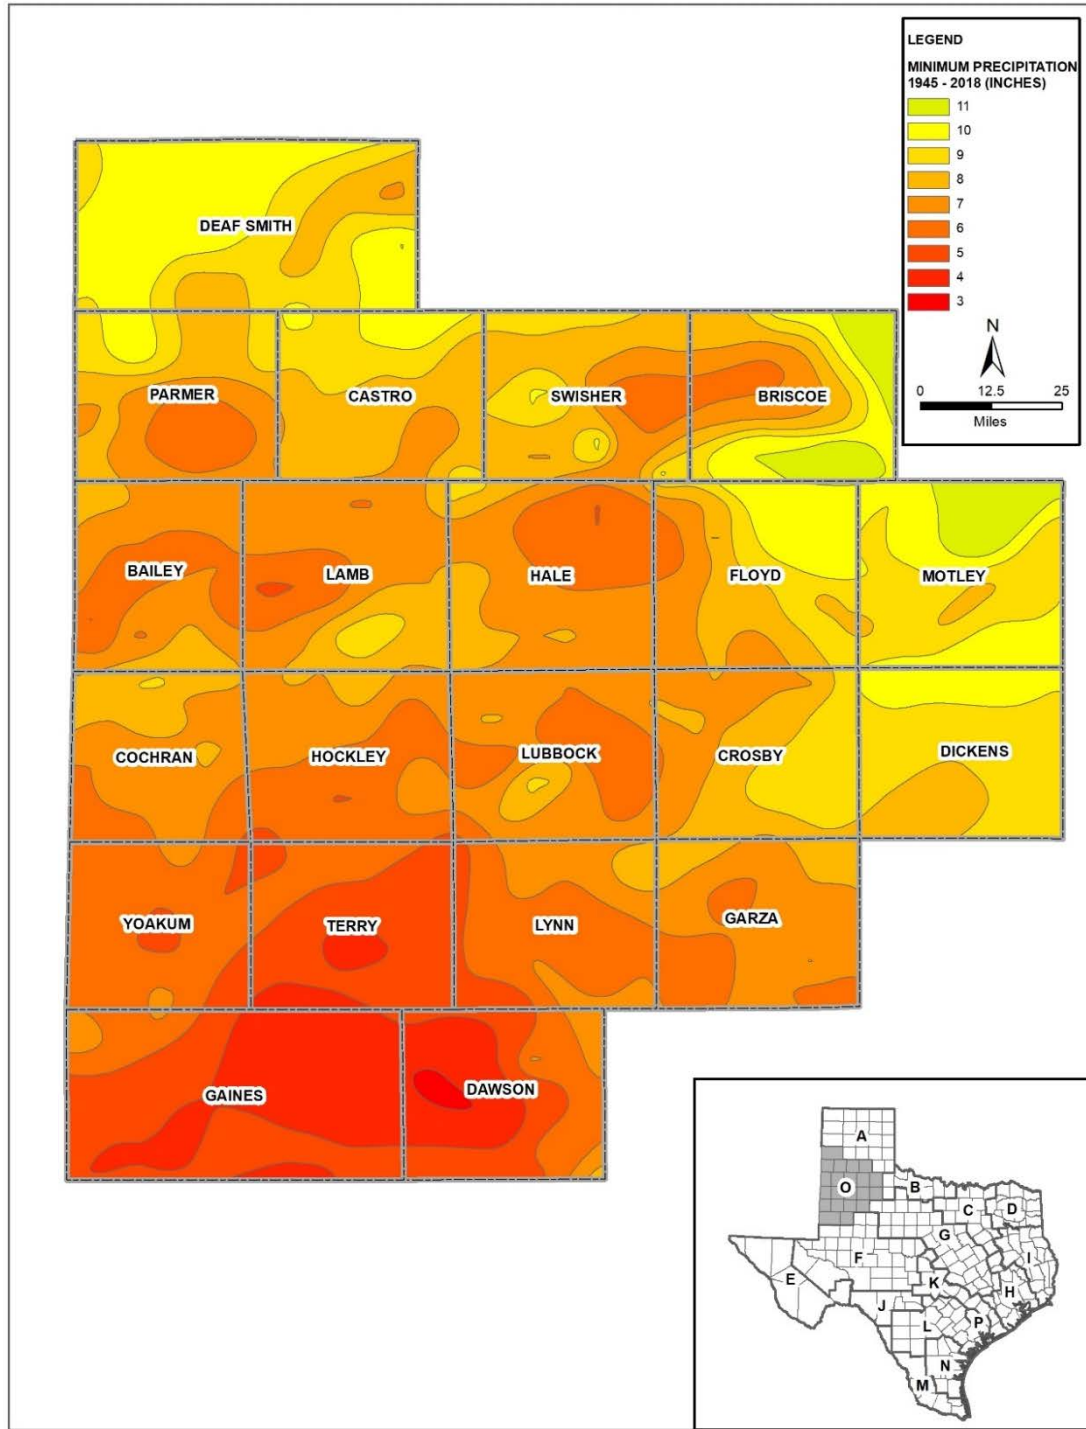 LEGEND
MINIMUM PRECIPITATION
1945 - 2018 (INCHES)
11
10
9
8
7
6
5
4
3
N
0 12.5 25
Miles
DEAF SMITH
PARMER CASTRO SWISHER BRISCOE
BAILEY LAMB HALE FLOYD MOTLEY
COCHRAN HOCKLEY LUBBOCK CROSBY DICKENS
YOAKUM TERRY LYNN GARZA
GAINES DAWSON
A
O B C D
G
F I
E K H
J L P
N
M